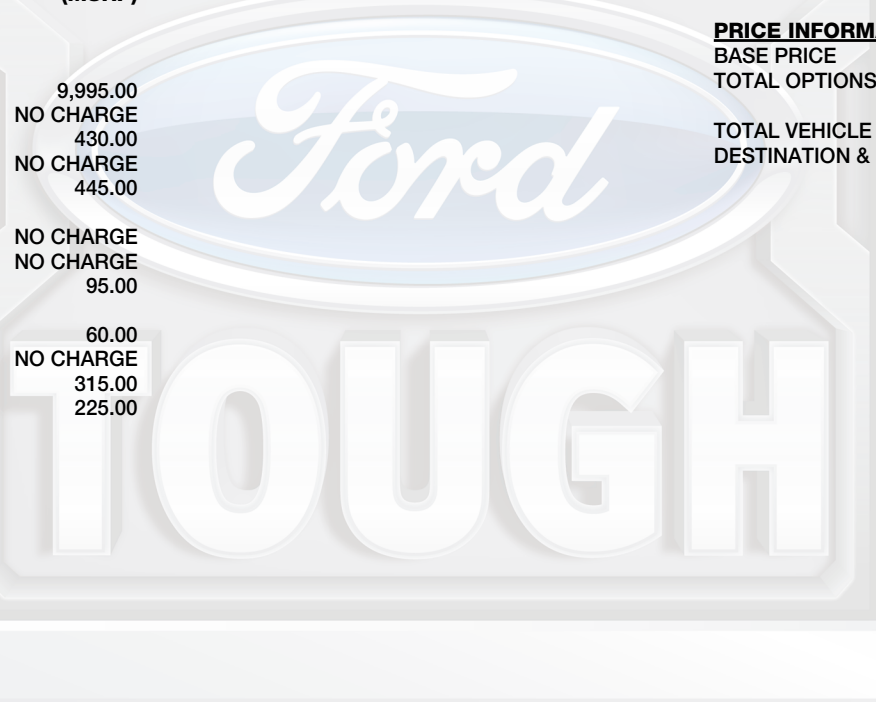 9,995.00
NO CHARGE
430.00
NO CHARGE
445.00
NO CHARGE
NO CHARGE
95.00
60.00
NO CHARGE
315.00
225.00
PRICE INFORM
BASE PRICE
TOTAL OPTIONS
TOTAL VEHICLE
DESTINATION &
Ford
TOUGH